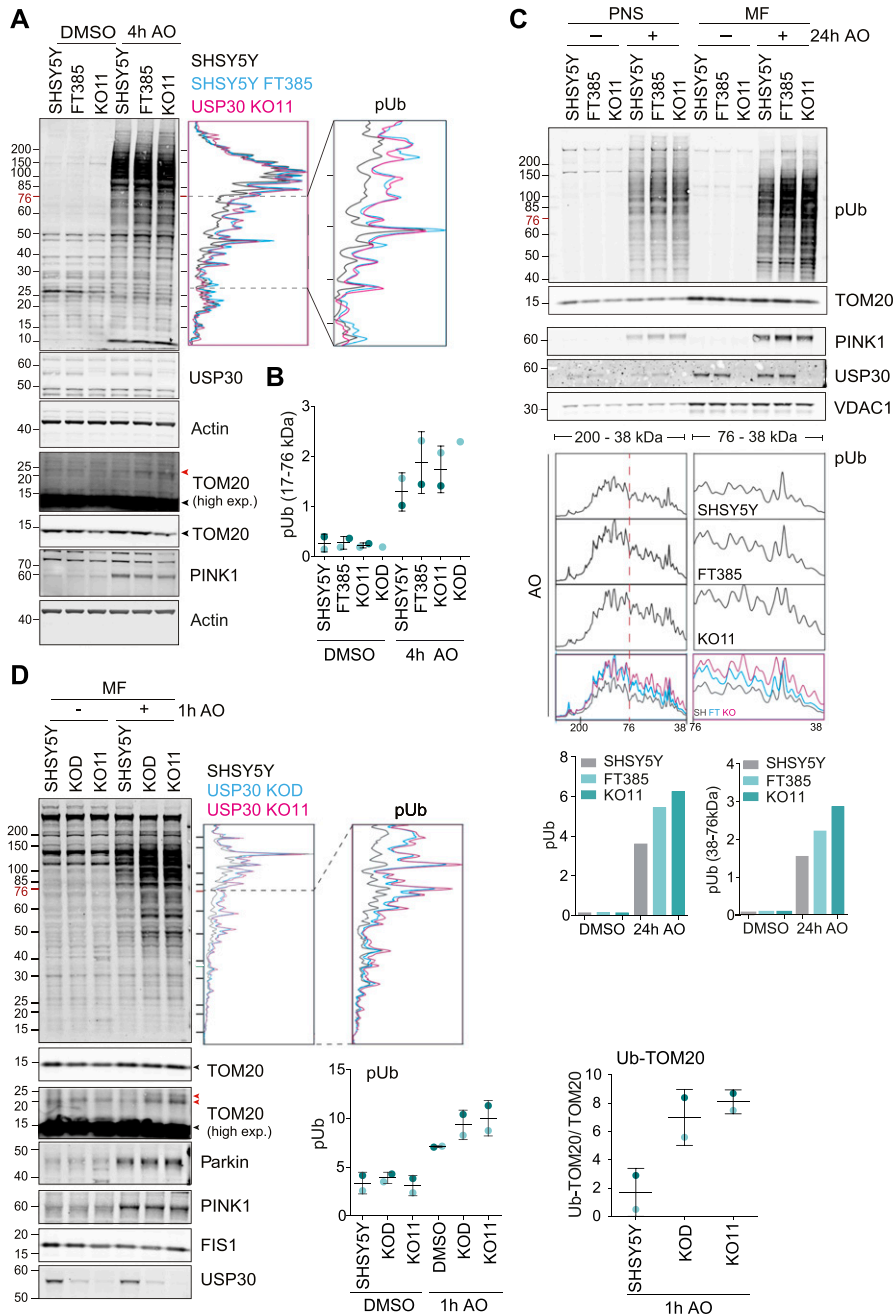 A
DMSO
4h AO
SHSY5Y
FT385
KO11
SHSY5Y
FT385
KO11
SHSY5Y
SHSY5Y FT385
USP30 KO11
pUb
200
150
100
85
76
60
50
40
30
25
20
15
10
60
50
USP30
40
Actin
25
20
15
TOM20
(high exp.)
15
TOM20
70
60
PINK1
40
Actin
B
pUb (17-76 kDa)
3
2
1
0
SHSY5Y
FT385
KO11
KOD
SHSY5Y
FT385
KO11
KOD
DMSO
4h AO
C
PNS
MF
–
+
–
+
24h AO
SHSY5Y
FT385
KO11
SHSY5Y
FT385
KO11
SHSY5Y
FT385
KO11
SHSY5Y
FT385
KO11
200
150
100
85
76
60
50
40
pUb
15
TOM20
60
PINK1
60
50
USP30
30
VDAC1
200 - 38 kDa
76 - 38 kDa
pUb
AO
SHSY5Y
FT385
KO11
SH FT KO
200
76
38
76
38
SHSY5Y
FT385
KO11
pUb
8
6
4
2
0
DMSO
24h AO
SHSY5Y
FT385
KO11
pUb (38-76kDa)
4
3
2
1
0
DMSO
24h AO
D
MF
-
+
1h AO
SHSY5Y
KOD
KO11
SHSY5Y
KOD
KO11
SHSY5Y
USP30 KOD
USP30 KO11
pUb
200
150
100
85
76
60
50
40
30
25
20
15
15
TOM20
25
20
15
TOM20
(high exp.)
50
40
Parkin
60
PINK1
20
15
FIS1
60
50
USP30
pUb
pUb
15
10
5
0
SHSY5Y
KOD
KO11
DMSO
KOD
KO11
DMSO
1h AO
Ub-TOM20
Ub-TOM20/ TOM20
10
8
6
4
2
0
SHSY5Y
KOD
KO11
1h AO